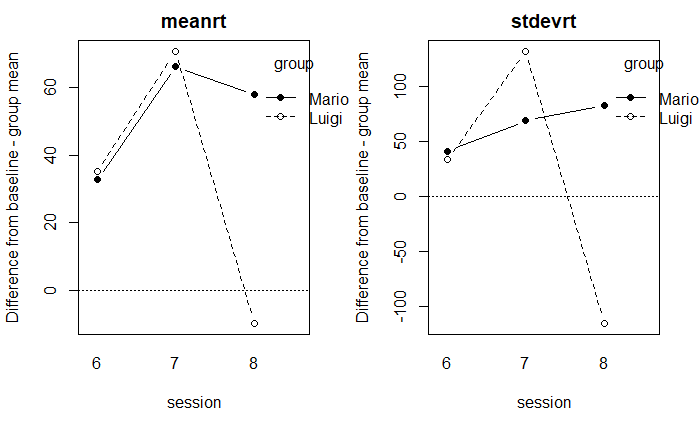 meanrt
Difference from baseline - group mean
60
40
20
0
6 7 8
session
group
Mario
Luigi
stdevrt
Difference from baseline - group mean
100
50
0
-50
-100
6 7 8
session
group
Mario
Luigi